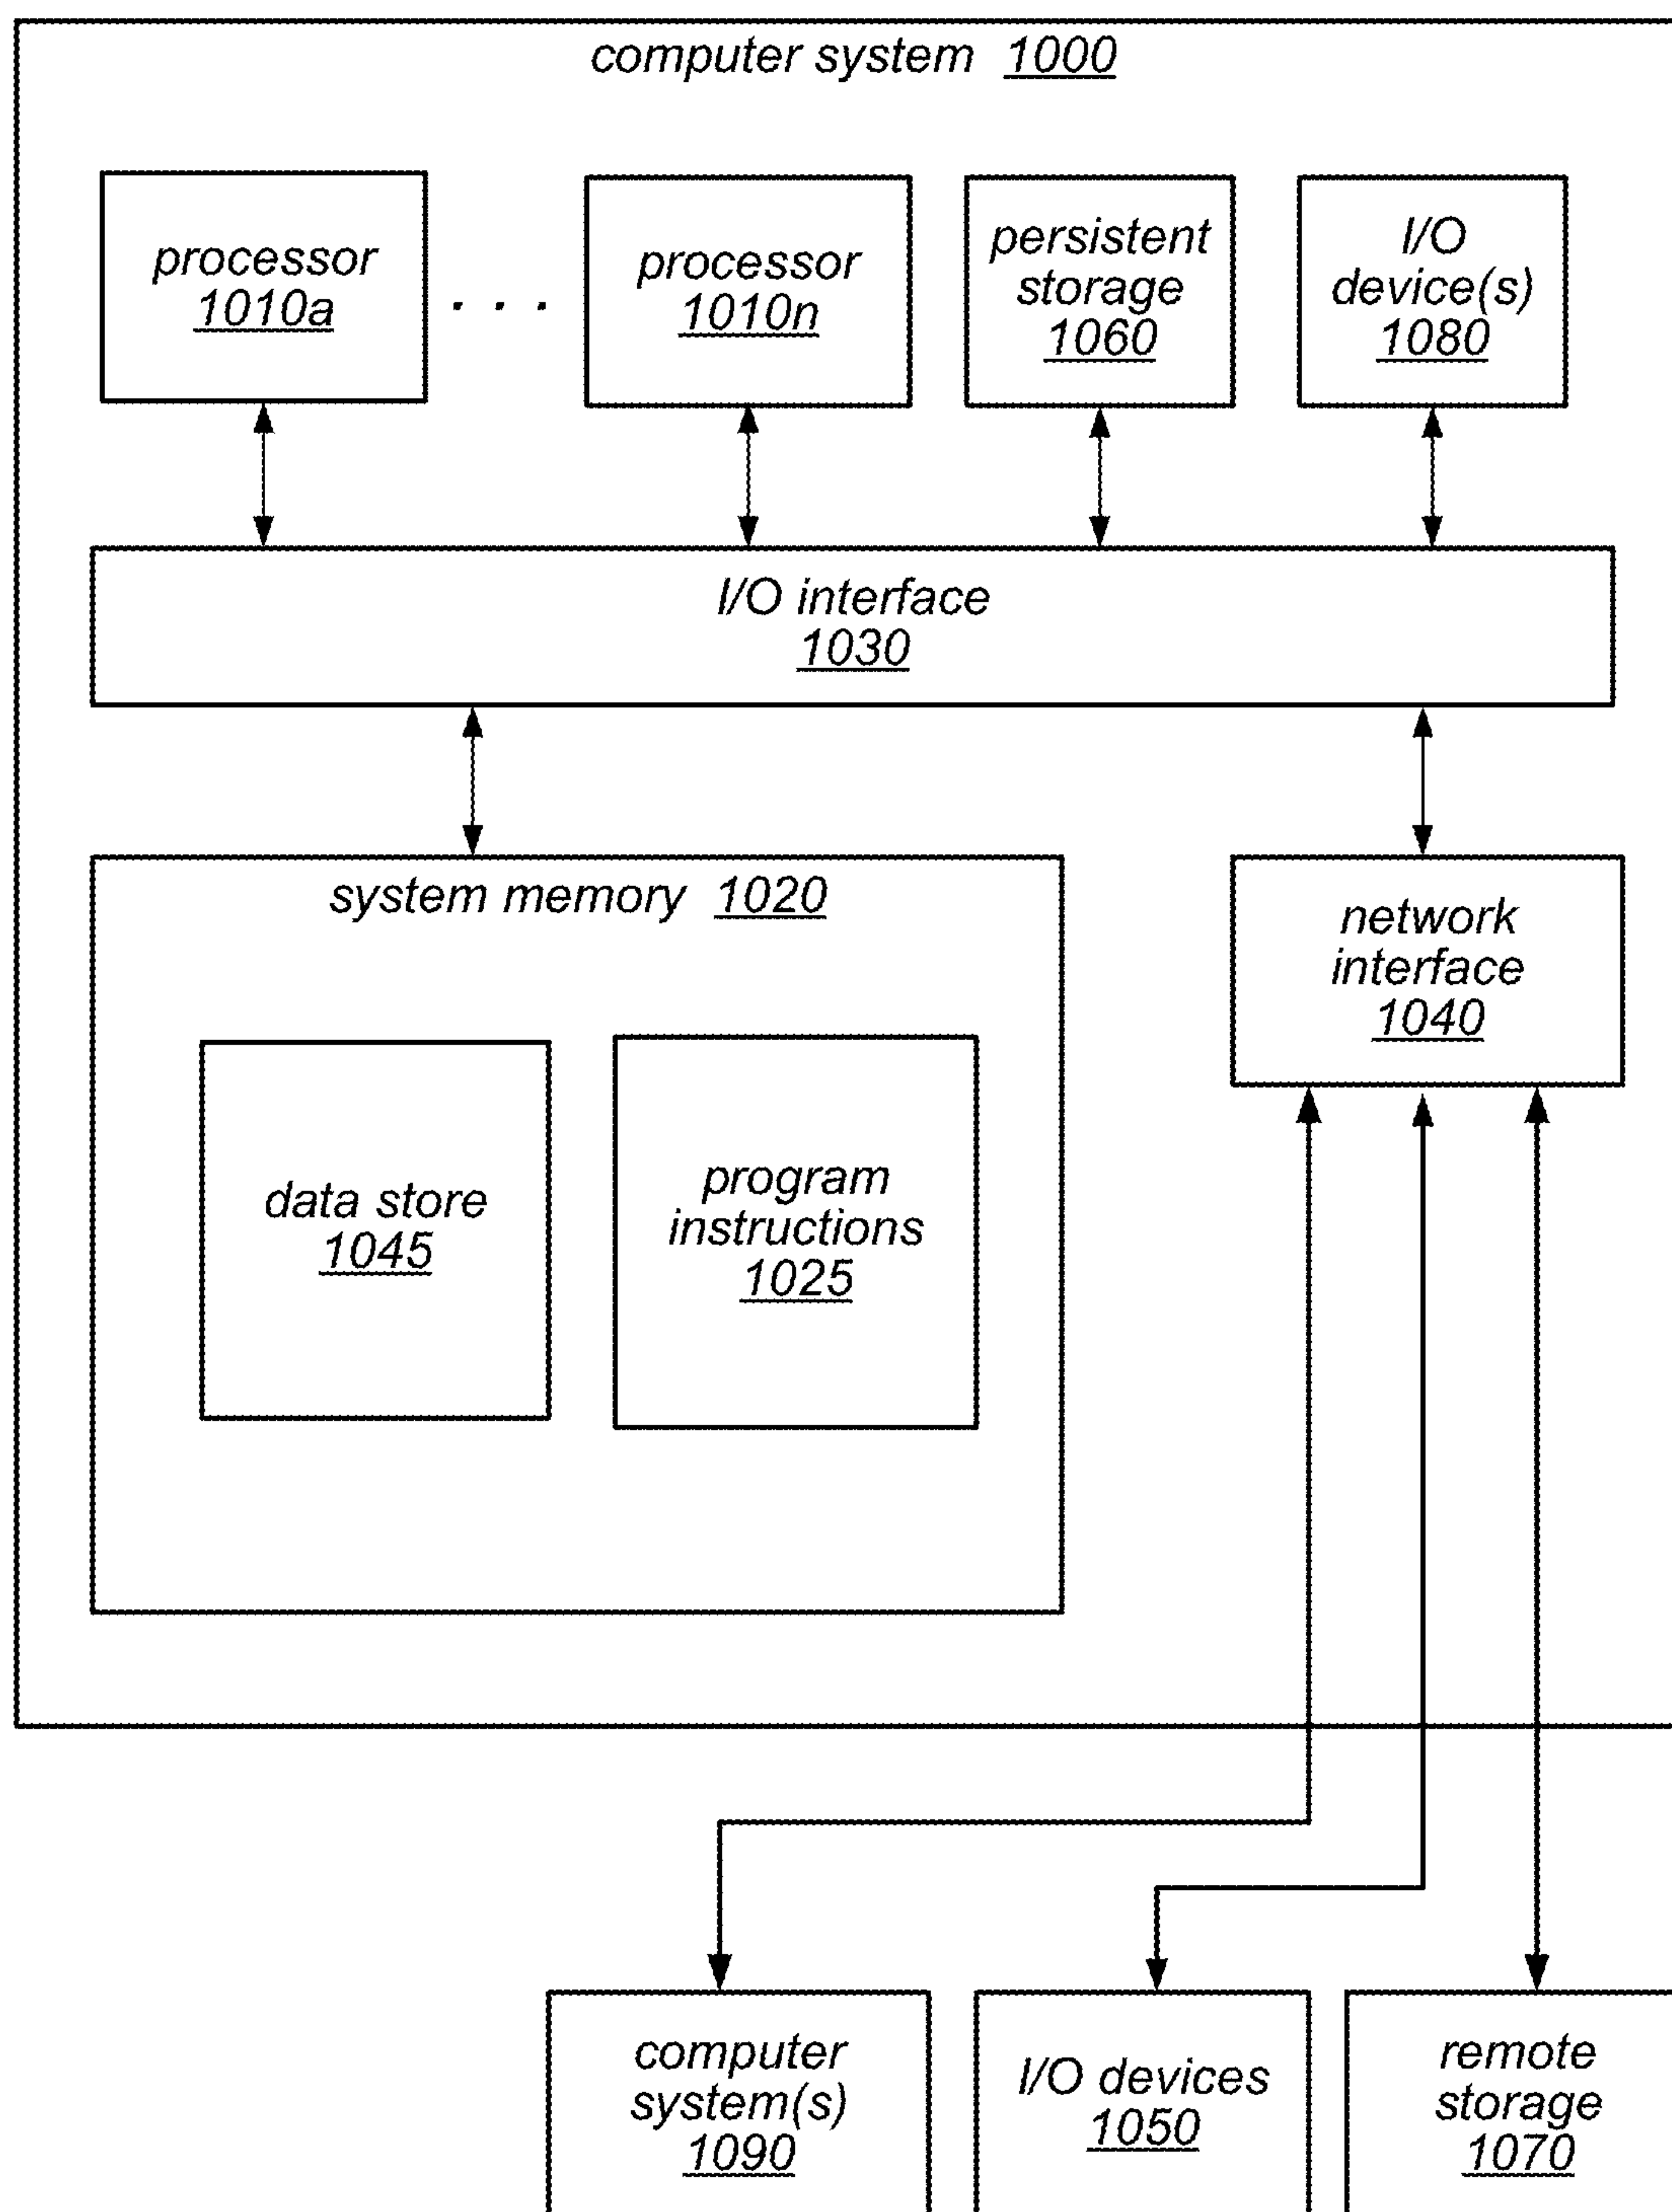 computer system 1000
processor
1010a
. . .
processor
1010n
persistent
storage
1060
I/O
device(s)
1080
I/O interface
1030
system memory 1020
data store
1045
program
instructions
1025
network
interface
1040
computer
system(s)
1090
I/O devices
1050
remote
storage
1070